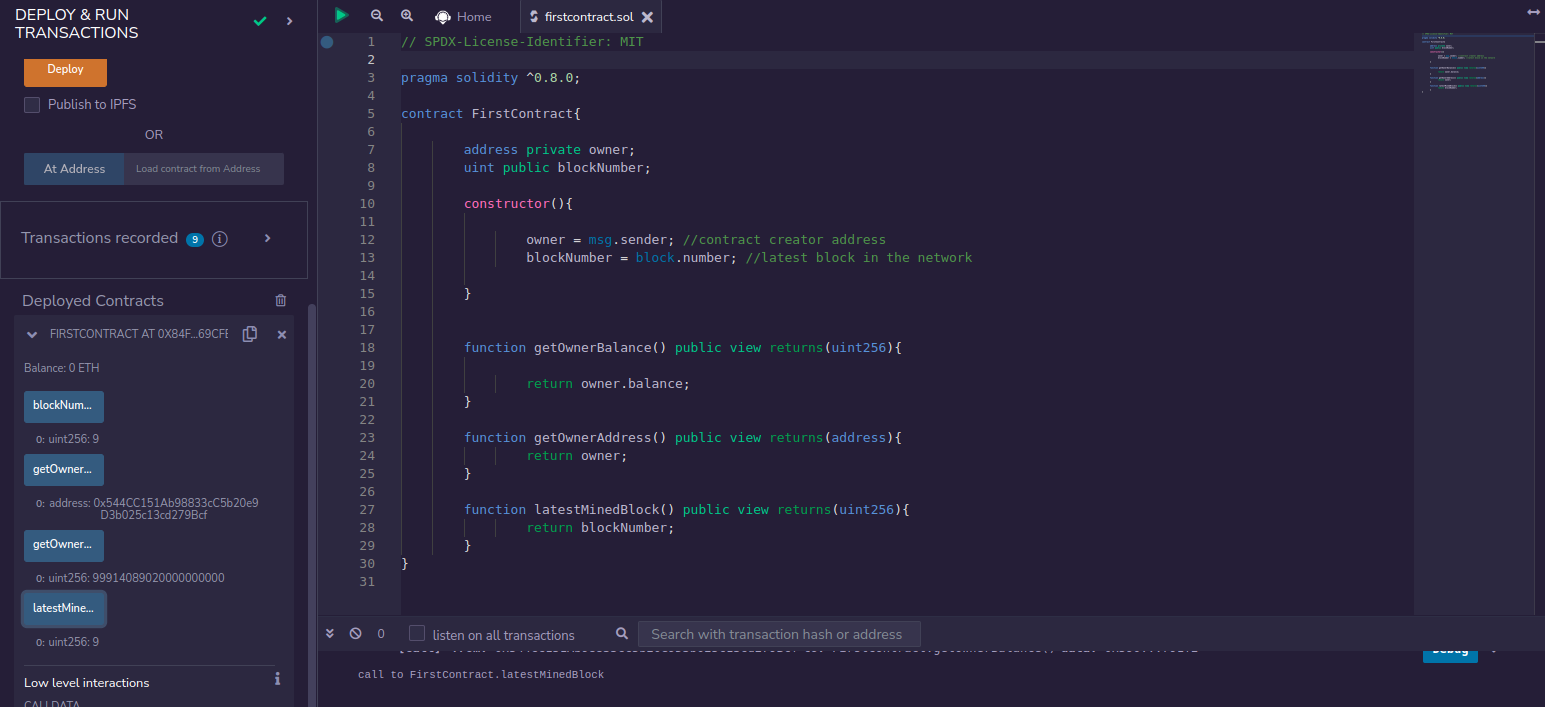 DEPLOY & RUN
TRANSACTIONS
Deploy
Publish to IPFS
OR
At Address
Load contract from Address
Transactions recorded 9
Deployed Contracts
FIRSTCONTRACT AT 0X84F...69CFE
Balance: 0 ETH
blockNum...
0: uint256: 9
getOwner...
0: address: 0x544CC151Ab98833cC5b20e9
D3b025c13cd279Bcf
getOwner...
0: uint256: 99914089020000000000
latestMine...
0: uint256: 9
Low level interactions
CALLDATA
Home
firstcontract.sol
1 // SPDX-License-Identifier: MIT
2
3 pragma solidity ^0.8.0;
4
5 contract FirstContract{
6
7 address private owner;
8 uint public blockNumber;
9
10 constructor(){
11
12 owner = msg.sender; //contract creator address
13 blockNumber = block.number; //latest block in the network
14
15 }
16
17
18 function getOwnerBalance() public view returns(uint256){
19
20 return owner.balance;
21 }
22
23 function getOwnerAddress() public view returns(address){
24 return owner;
25 }
26
27 function latestMinedBlock() public view returns(uint256){
28 return blockNumber;
29 }
30 }
31
0
listen on all transactions
Search with transaction hash or address
Debug
call to FirstContract.latestMinedBlock